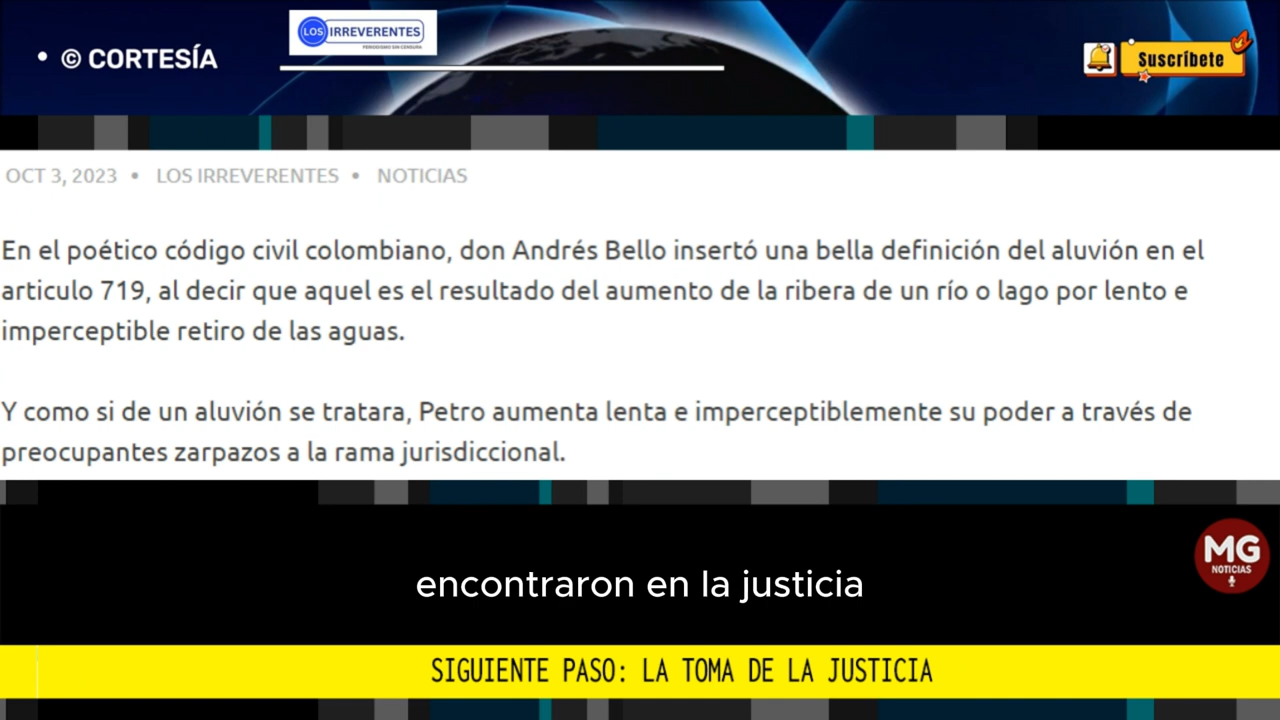 © CORTESÍA
LOS IRREVERENTES
PERIODISMO SIN CENSURA
Suscríbete
OCT 3, 2023 • LOS IRREVERENTES • NOTICIAS
En el poético código civil colombiano, don Andrés Bello insertó una bella definición del aluvión en el
articulo 719, al decir que aquel es el resultado del aumento de la ribera de un río o lago por lento e
imperceptible retiro de las aguas.
Y como si de un aluvión se tratara, Petro aumenta lenta e imperceptiblemente su poder a través de
preocupantes zarpazos a la rama jurisdiccional.
MG
NOTICIAS
encontraron en la justicia
SIGUIENTE PASO: LA TOMA DE LA JUSTICIA